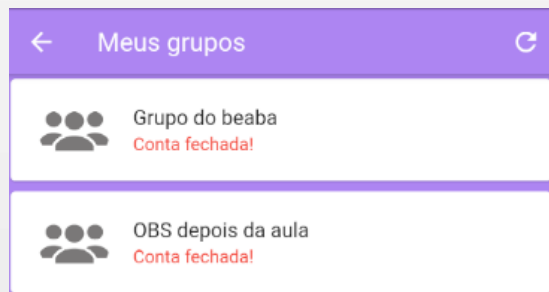 Meus grupos
Grupo do beaba
Conta fechada!
OBS depois da aula
Conta fechada!